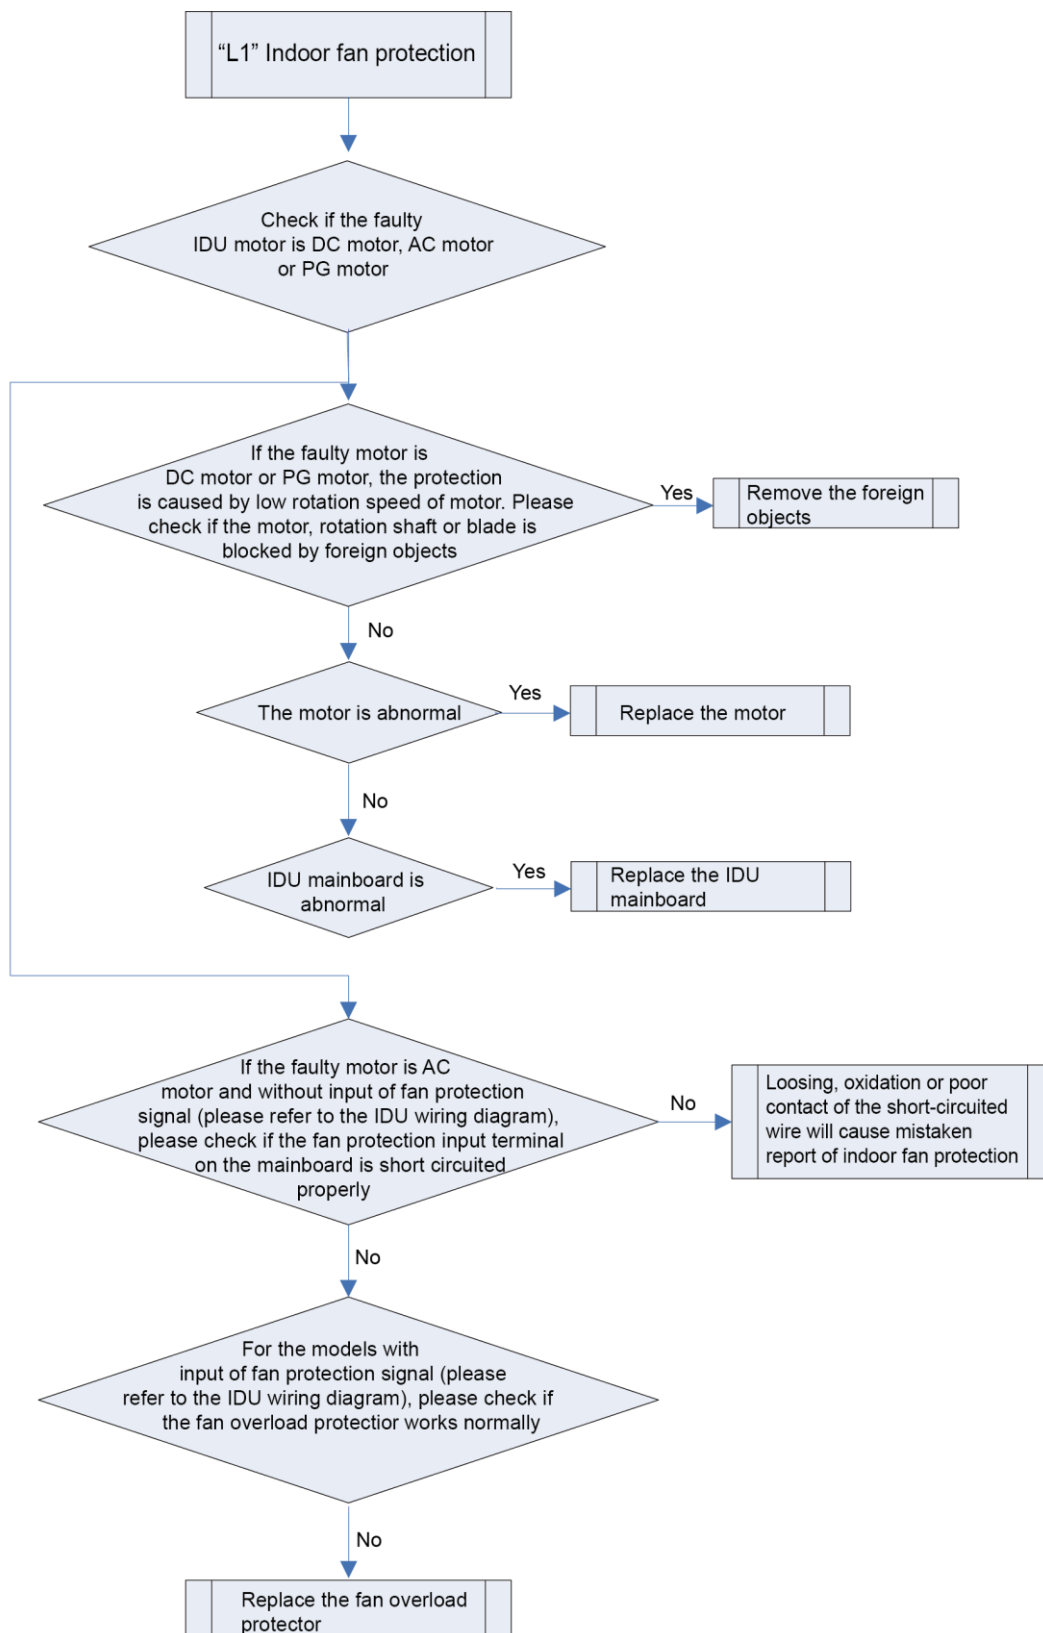 “L1” Indoor fan protection
Check if the faulty
IDU motor is DC motor, AC motor
or PG motor
If the faulty motor is
DC motor or PG motor, the protection
is caused by low rotation speed of motor. Please
check if the motor, rotation shaft or blade is
blocked by foreign objects
Yes
Remove the foreign
objects
No
The motor is abnormal
Yes
Replace the motor
No
IDU mainboard is
abnormal
Yes
Replace the IDU
mainboard
If the faulty motor is AC
motor and without input of fan protection
signal (please refer to the IDU wiring diagram),
please check if the fan protection input terminal
on the mainboard is short circuited
properly
No
Loosing, oxidation or poor
contact of the short-circuited
wire will cause mistaken
report of indoor fan protection
No
For the models with
input of fan protection signal (please
refer to the IDU wiring diagram), please check if
the fan overload protectior works normally
No
Replace the fan overload
protector